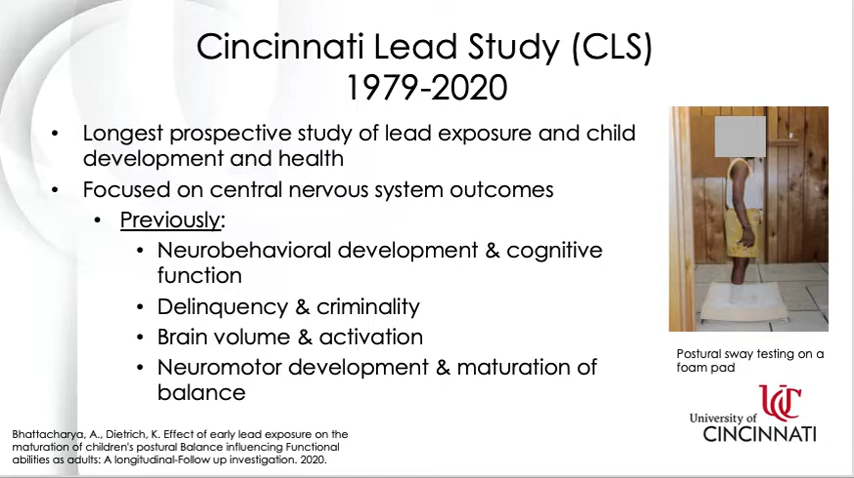 Cincinnati Lead Study (CLS)
1979-2020
• Longest prospective study of lead exposure and child
development and health
• Focused on central nervous system outcomes
• Previously:
• Neurobehavioral development & cognitive
function
• Delinquency & criminality
• Brain volume & activation
• Neuromotor development & maturation of
balance
Postural sway testing on a
foam pad
University of
CINCINNATI
Bhattacharya, A., Dietrich, K. Effect of early lead exposure on the
maturation of children's postural Balance influencing Functional
abilities as adults: A longitudinal-Follow up investigation. 2020.